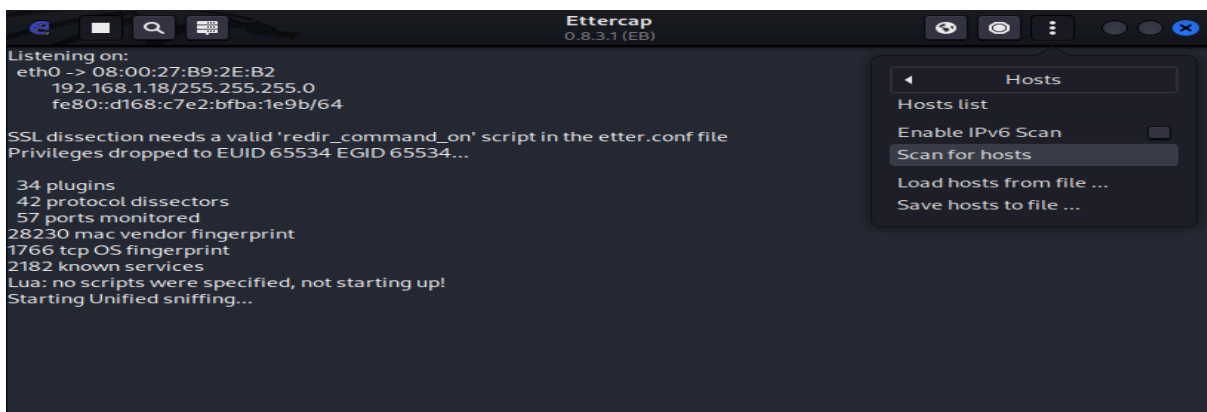 Ettercap
0.8.3.1 (EB)
Listening on:
eth0 -> 08:00:27:B9:2E:B2
192.168.1.18/255.255.255.0
fe80::d168:c7e2:bfba:1e9b/64
SSL dissection needs a valid 'redir_command_on' script in the etter.conf file
Privileges dropped to EUID 65534 EGID 65534...
34 plugins
42 protocol dissectors
57 ports monitored
28230 mac vendor fingerprint
1766 tcp OS fingerprint
2182 known services
Lua: no scripts were specified, not starting up!
Starting Unified sniffing...
Hosts
Hosts list
Enable IPv6 Scan
Scan for hosts
Load hosts from file ...
Save hosts to file ...